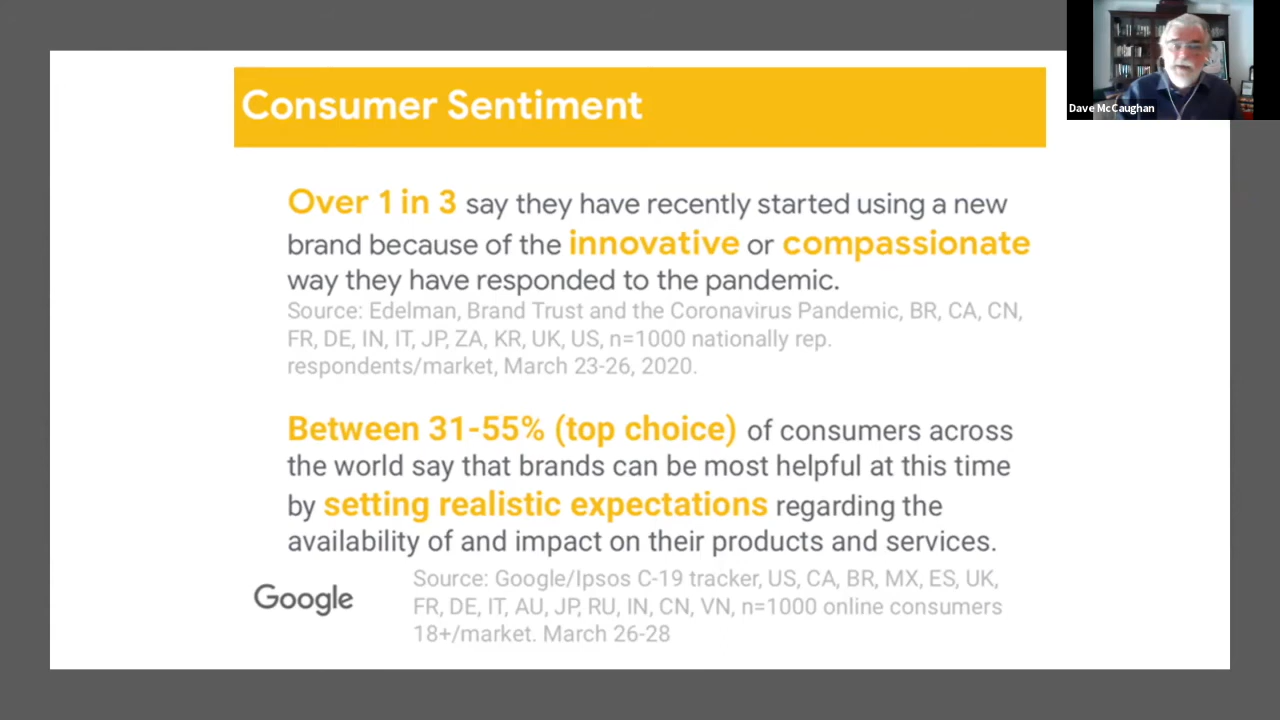 Consumer Sentiment
Dave McCaughan
Over 1 in 3 say they have recently started using a new
brand because of the innovative or compassionate
way they have responded to the pandemic.
Source: Edelman, Brand Trust and the Coronavirus Pandemic, BR, CA, CN,
FR, DE, IN, IT, JP, ZA, KR, UK, US, n=1000 nationally rep.
respondents/market, March 23-26, 2020.
Between 31-55% (top choice) of consumers across
the world say that brands can be most helpful at this time
by setting realistic expectations regarding the
availability of and impact on their products and services.
Google
Source: Google/Ipsos C-19 tracker, US, CA, BR, MX, ES, UK,
FR, DE, IT, AU, JP, RU, IN, CN, VN, n=1000 online consumers
18+/market. March 26-28